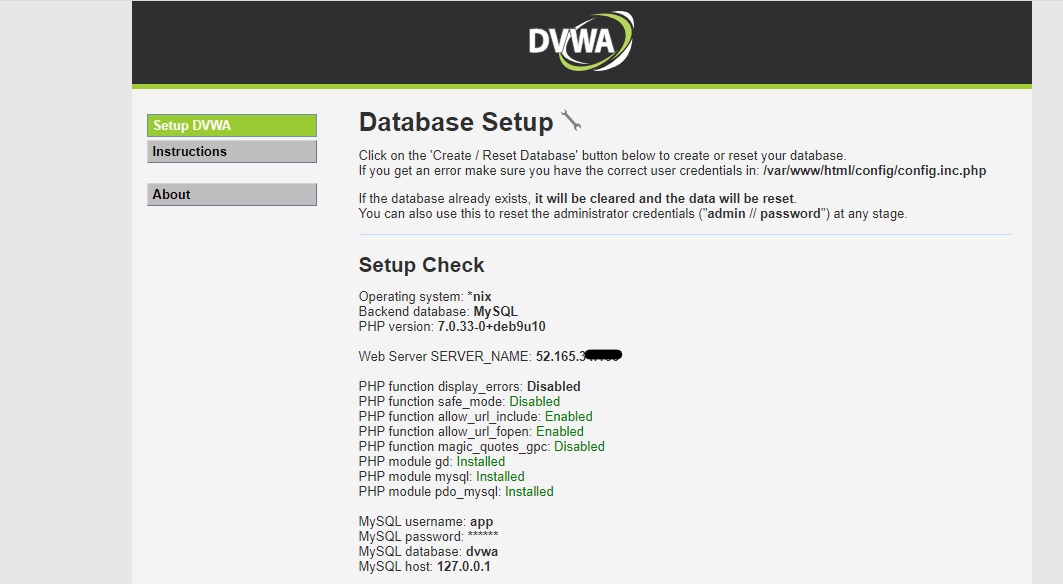 DVWA
Setup DVWA
Instructions
About
Database Setup
Click on the 'Create / Reset Database' button below to create or reset your database.
If you get an error make sure you have the correct user credentials in: /var/www/html/config/config.inc.php
If the database already exists, it will be cleared and the data will be reset.
You can also use this to reset the administrator credentials ("admin // password") at any stage.
Setup Check
Operating system: *nix
Backend database: MySQL
PHP version: 7.0.33-0+deb9u10
Web Server SERVER_NAME: 52.165.3
PHP function display_errors: Disabled
PHP function safe_mode: Disabled
PHP function allow_url_include: Enabled
PHP function allow_url_fopen: Enabled
PHP function magic_quotes_gpc: Disabled
PHP module gd: Installed
PHP module mysql: Installed
PHP module pdo_mysql: Installed
MySQL username: app
MySQL password: ******
MySQL database: dvwa
MySQL host: 127.0.0.1